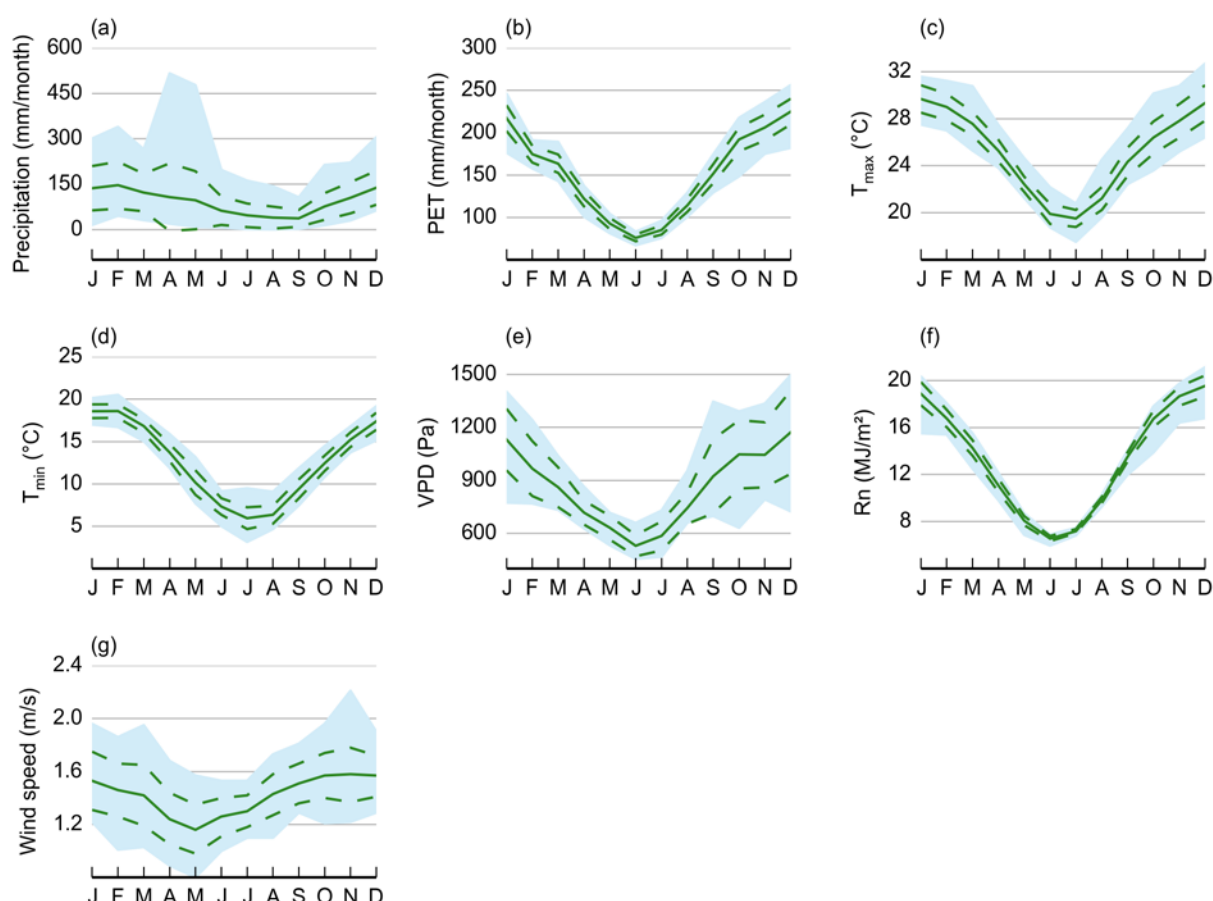 (a)
Precipitation (mm/month)
600
450
300
150
0
J F M A M J J A S O N D
(b)
PET (mm/month)
300
250
200
150
100
J F M A M J J A S O N D
(c)
Tmax (°C)
32
28
24
20
J F M A M J J A S O N D
(d)
Tmin (°C)
25
20
15
10
5
J F M A M J J A S O N D
(e)
VPD (Pa)
1500
1200
900
600
J F M A M J J A S O N D
(f)
Rn (MJ/m²)
20
16
12
8
J F M A M J J A S O N D
(g)
Wind speed (m/s)
2.4
2.0
1.6
1.2
J F M A M J J A S O N D